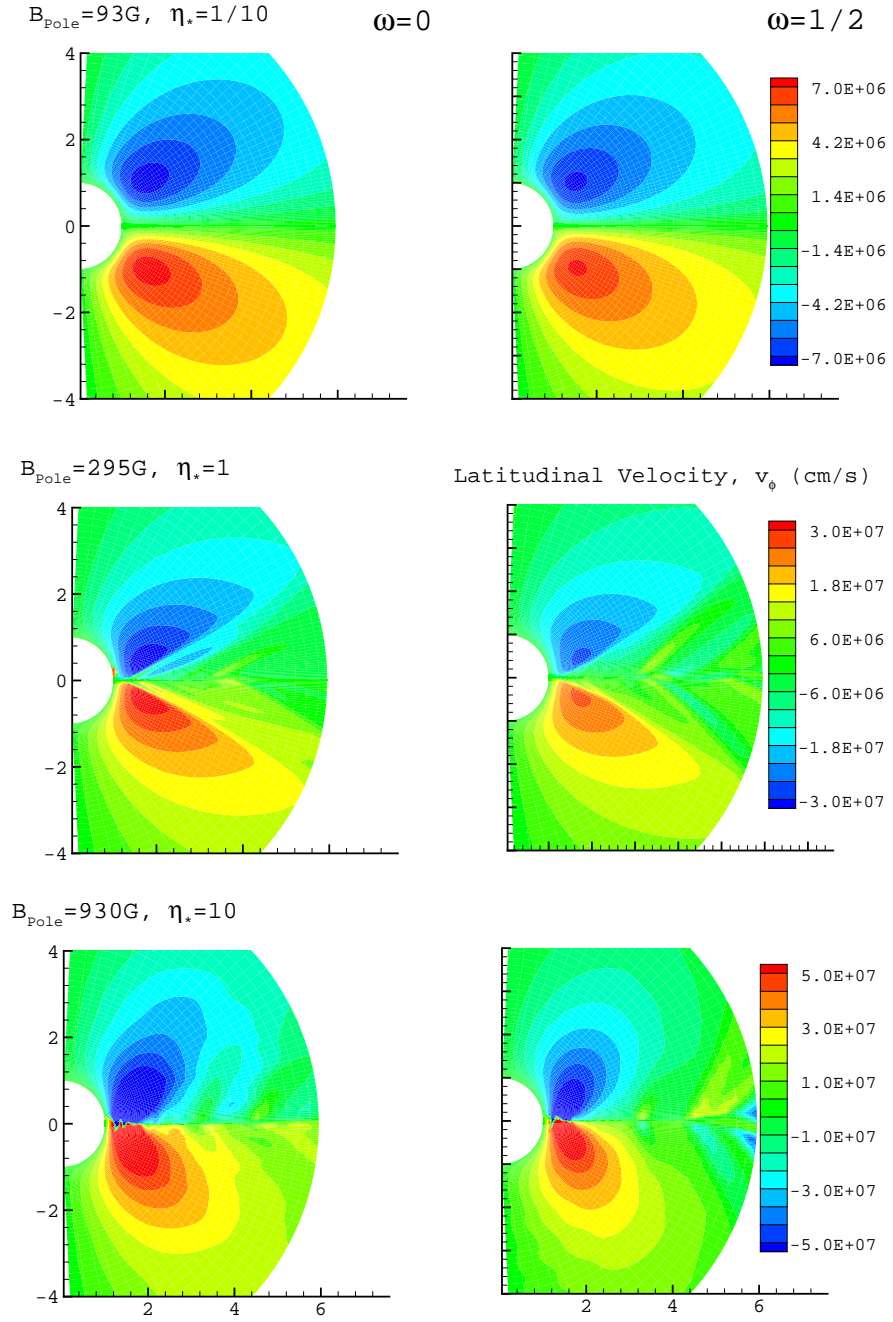 B_Pole=93G, η_*=1/10
ω=0
ω=1/2
4
2
0
-2
-4
7.0E+06
4.2E+06
1.4E+06
-1.4E+06
-4.2E+06
-7.0E+06
B_Pole=295G, η_*=1
Latitudinal Velocity, v_ϕ (cm/s)
4
2
0
-2
-4
3.0E+07
1.8E+07
6.0E+06
-6.0E+06
-1.8E+07
-3.0E+07
B_Pole=930G, η_*=10
4
2
0
-2
-4
2 4 6
2 4 6
5.0E+07
3.0E+07
1.0E+07
-1.0E+07
-3.0E+07
-5.0E+07